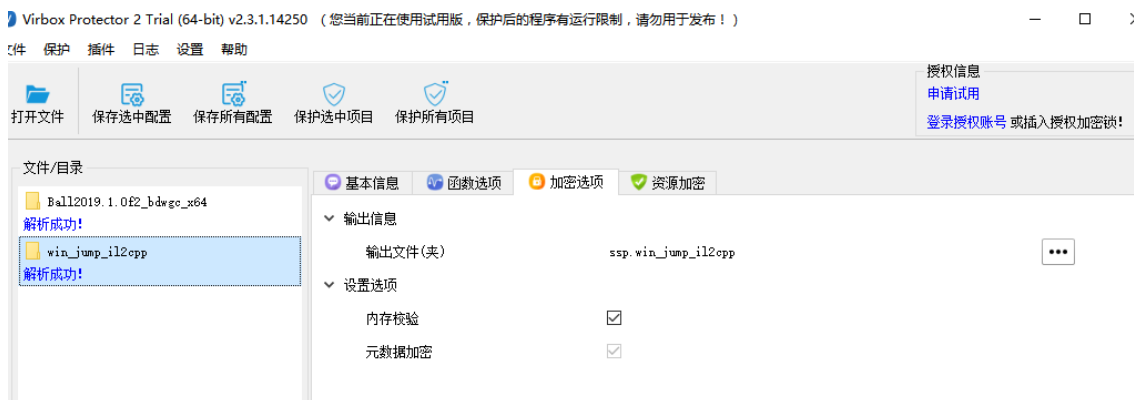 Virbox Protector 2 Trial (64-bit) v2.3.1.14250 （您当前正在使用试用版，保护后的程序有运行限制，请勿用于发布！）
文件 保护 插件 日志 设置 帮助
授权信息
申请试用
打开文件 保存选中配置 保存所有配置 保护选中项目 保护所有项目
登录授权账号 或插入授权加密锁!
文件/目录
基本信息 函数选项 加密选项 资源加密
Ball2019.1.0f2_bdwgc_x64
解析成功!
输出信息
win_jump_il2cpp
解析成功!
输出文件(夹) ssp.win_jump_il2cpp •••
设置选项
内存校验
元数据加密